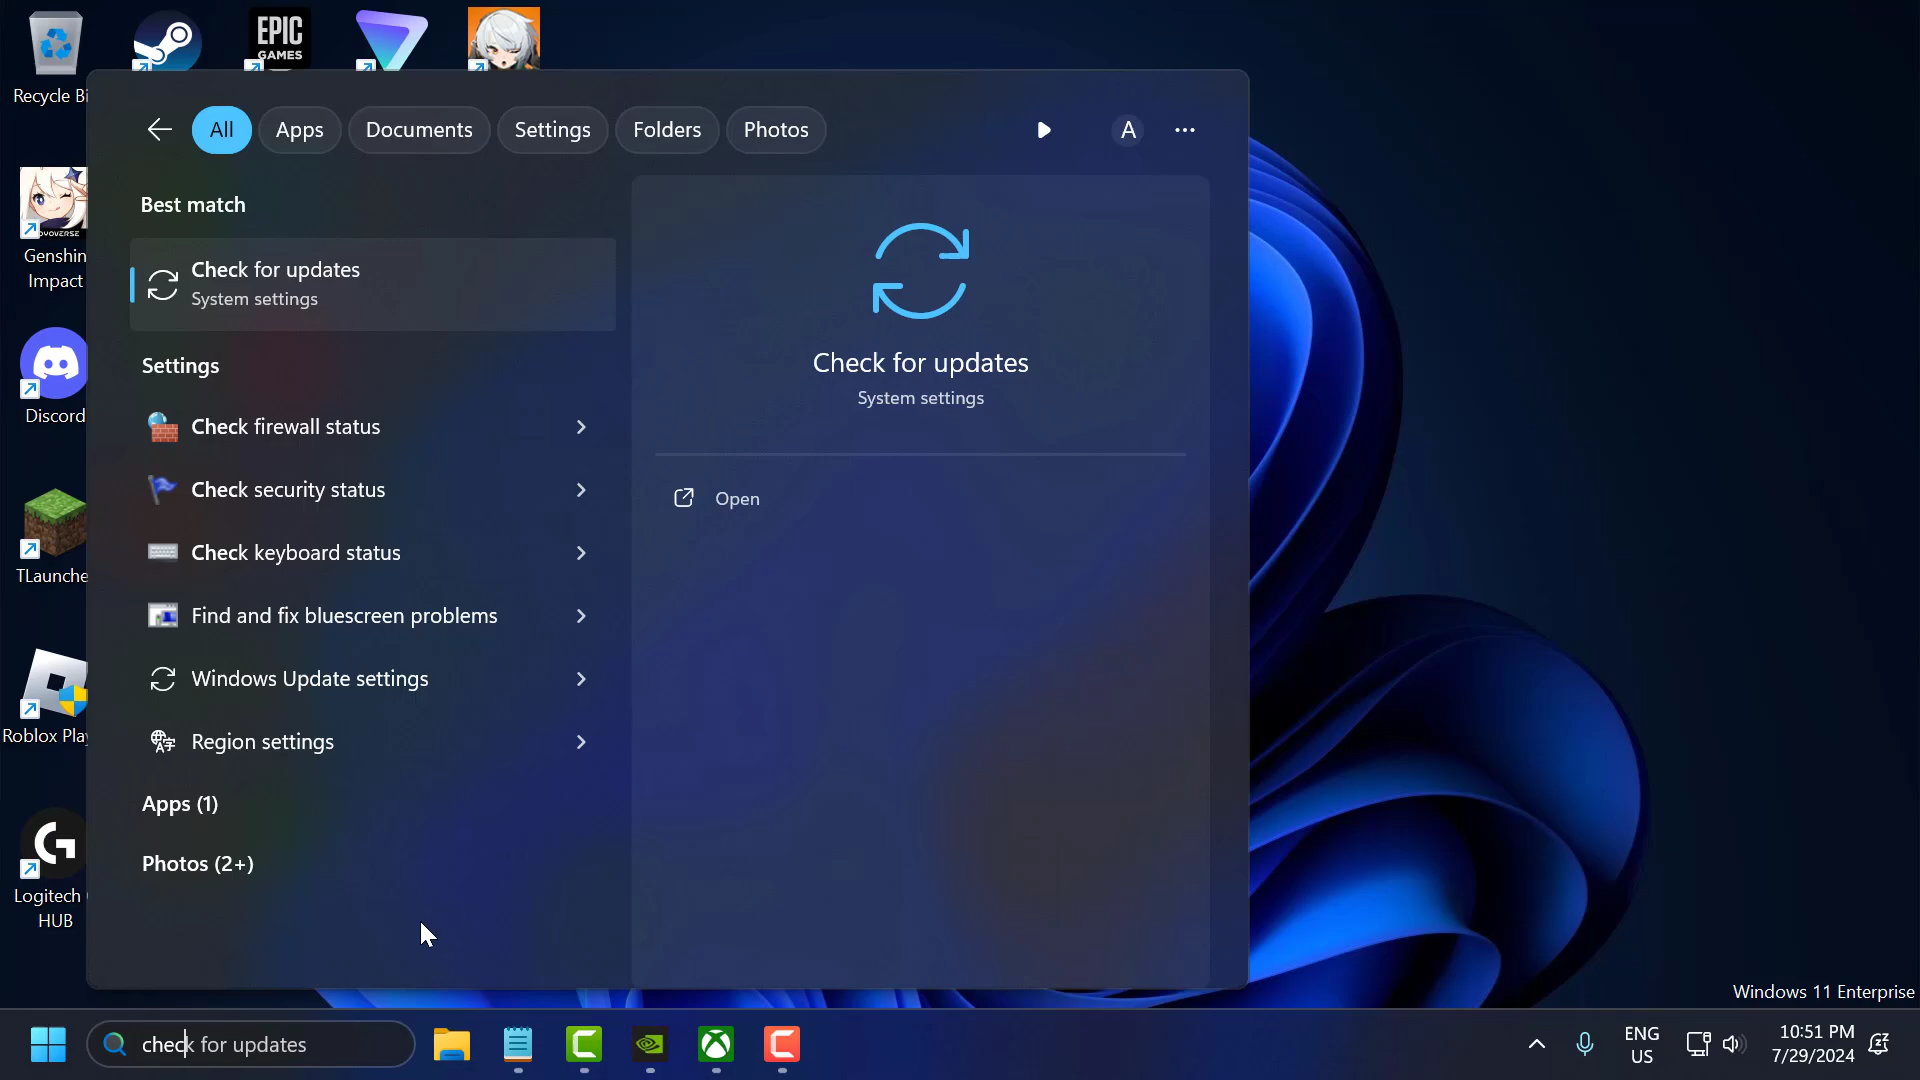 EPIC
GAMES
Recycle Bi
All
Apps
Documents
Settings
Folders
Photos
A
Best match
Check for updates
System settings
Settings
Check firewall status
Check security status
Check keyboard status
Find and fix bluescreen problems
Windows Update settings
Region settings
Apps (1)
Photos (2+)
Check for updates
System settings
Open
Genshin
Impact
Discord
TLaunche
Roblox Play
Logitech
HUB
Windows 11 Enterprise
check for updates
ENG
US
10:51 PM
7/29/2024